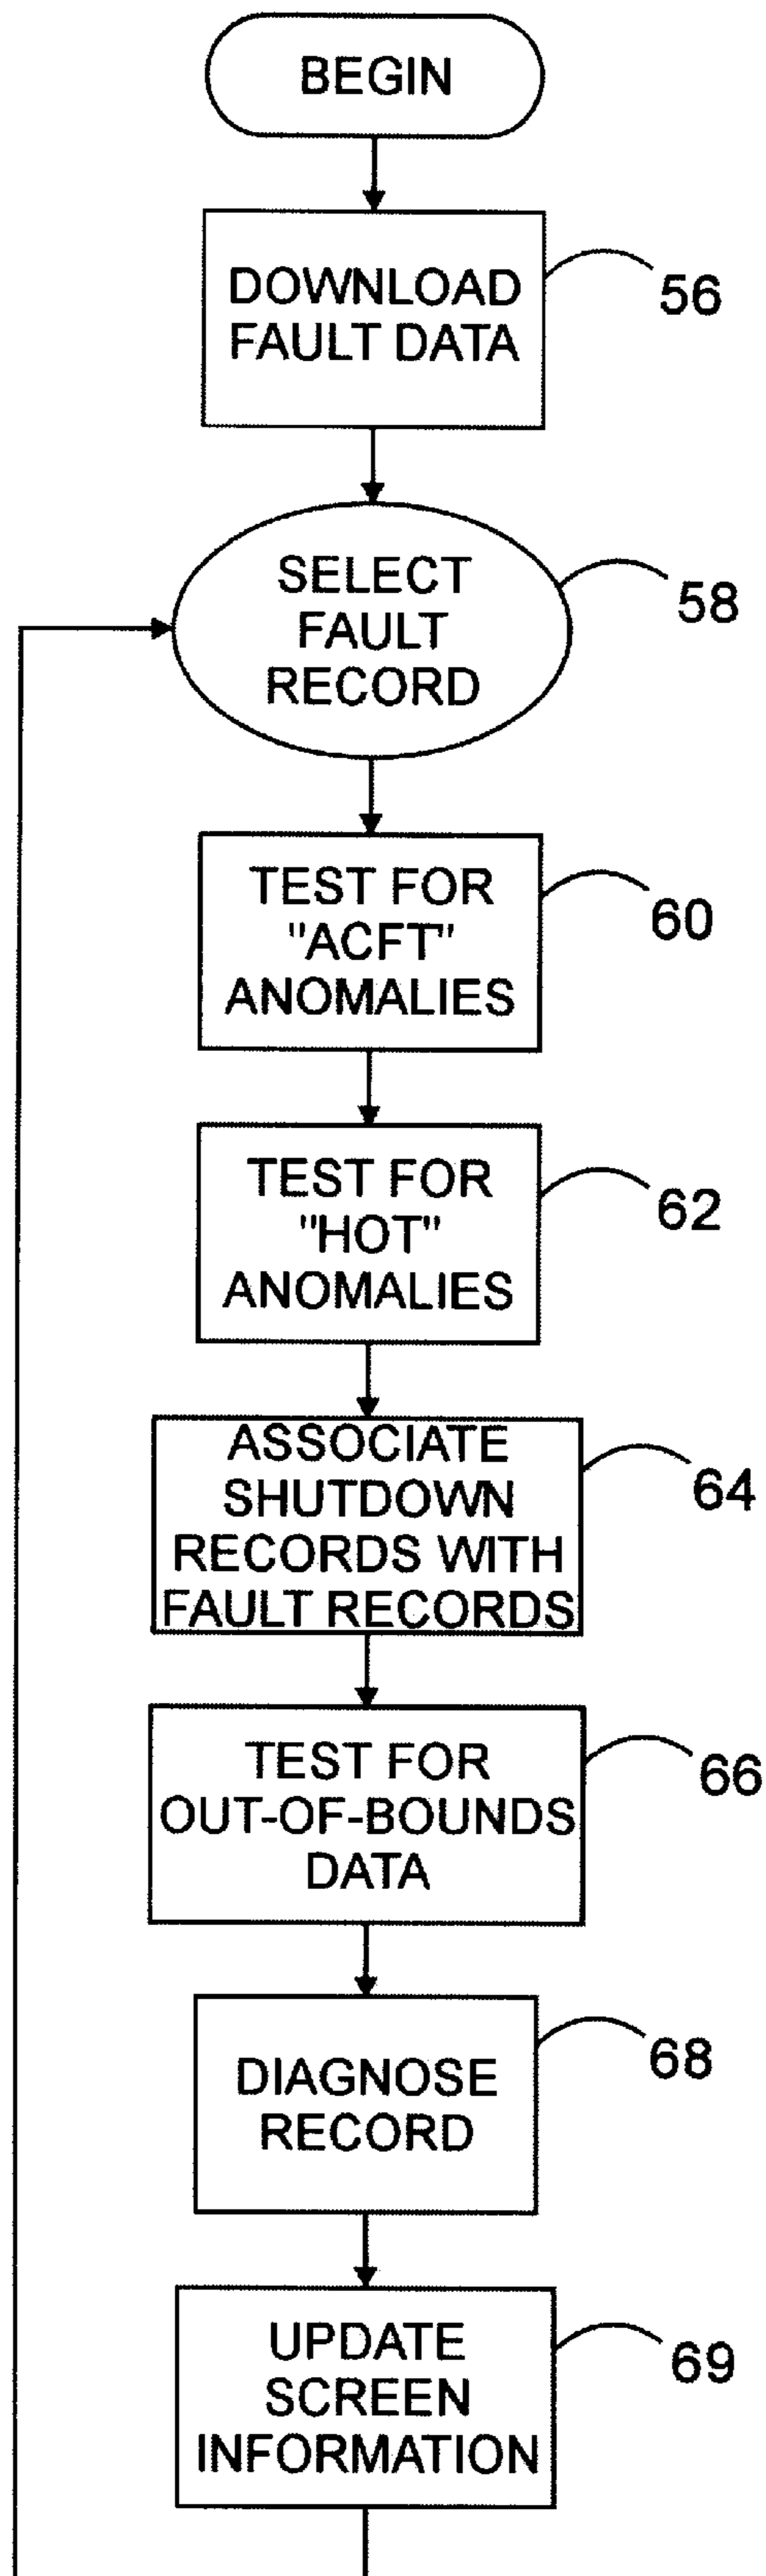 BEGIN
DOWNLOAD
FAULT DATA
56
SELECT
FAULT
RECORD
58
TEST FOR
"ACFT"
ANOMALIES
60
TEST FOR
"HOT"
ANOMALIES
62
ASSOCIATE
SHUTDOWN
RECORDS WITH
FAULT RECORDS
64
TEST FOR
OUT-OF-BOUNDS
DATA
66
DIAGNOSE
RECORD
68
UPDATE
SCREEN
INFORMATION
69